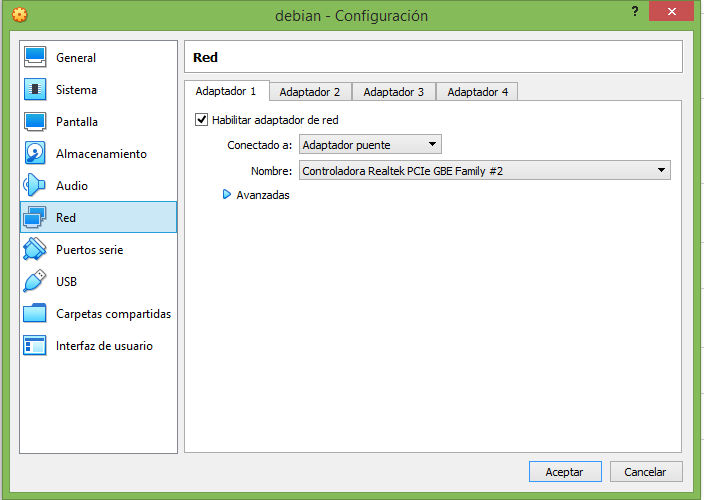 debian - Configuración
?
General
Sistema
Pantalla
Almacenamiento
Audio
Red
Puertos serie
USB
Carpetas compartidas
Interfaz de usuario
Red
Adaptador 1 Adaptador 2 Adaptador 3 Adaptador 4
Habilitar adaptador de red
Conectado a: Adaptador puente
Nombre: Controladora Realtek PCIe GBE Family #2
Avanzadas
Aceptar Cancelar